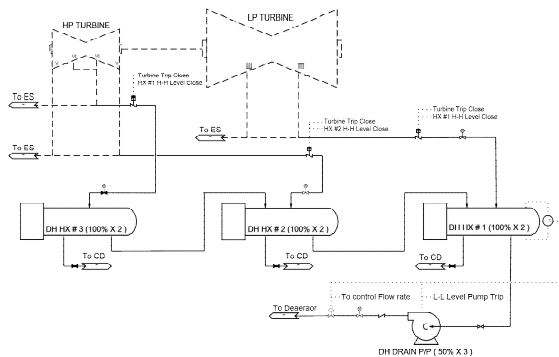 HP TURBINE
LP TURBINE
Turbine Trip Close
HX #1 H-H Level Close
To ES
Turbine Trip Close
HX #2 H-H Level Close
Turbine Trip Close
HX #1 H-H Level Close
To ES
To ES
DH HX # 3 (100% X 2 )
DH HX # 2 (100% X 2 )
DH HX # 1 (100% X 2 )
To CD
To CD
To CD
To Deaeraor
To control Flow rate
L-L Level Pump Trip
C
DH DRAIN P/P ( 50% X 3 )